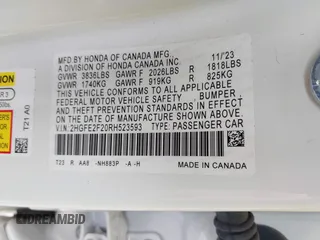 MFD. BY HONDA OF CANADA MFG. 11/23
A DIVISION OF HONDA CANADA INC.
GVWR 3836LBS GAWR F 2026LBS R 1818LBS
GVWR 1740KG GAWR F 919KG R 825KG
THIS VEHICLE CONFORMS TO ALL APPLICABLE
FEDERAL MOTOR VEHICLE SAFETY BUMPER,
AND THEFT PREVENTION STANDARDS IN EFFECT
ON THE DATE OF MANUFACTURE SHOWN ABOVE.
V.I.N: 2HGFE2F20RH523593 TYPE: PASSENGER CAR
T23 R AA8 -NH883P -A -H
MADE IN CANADA
T21 A0
DREAMBID